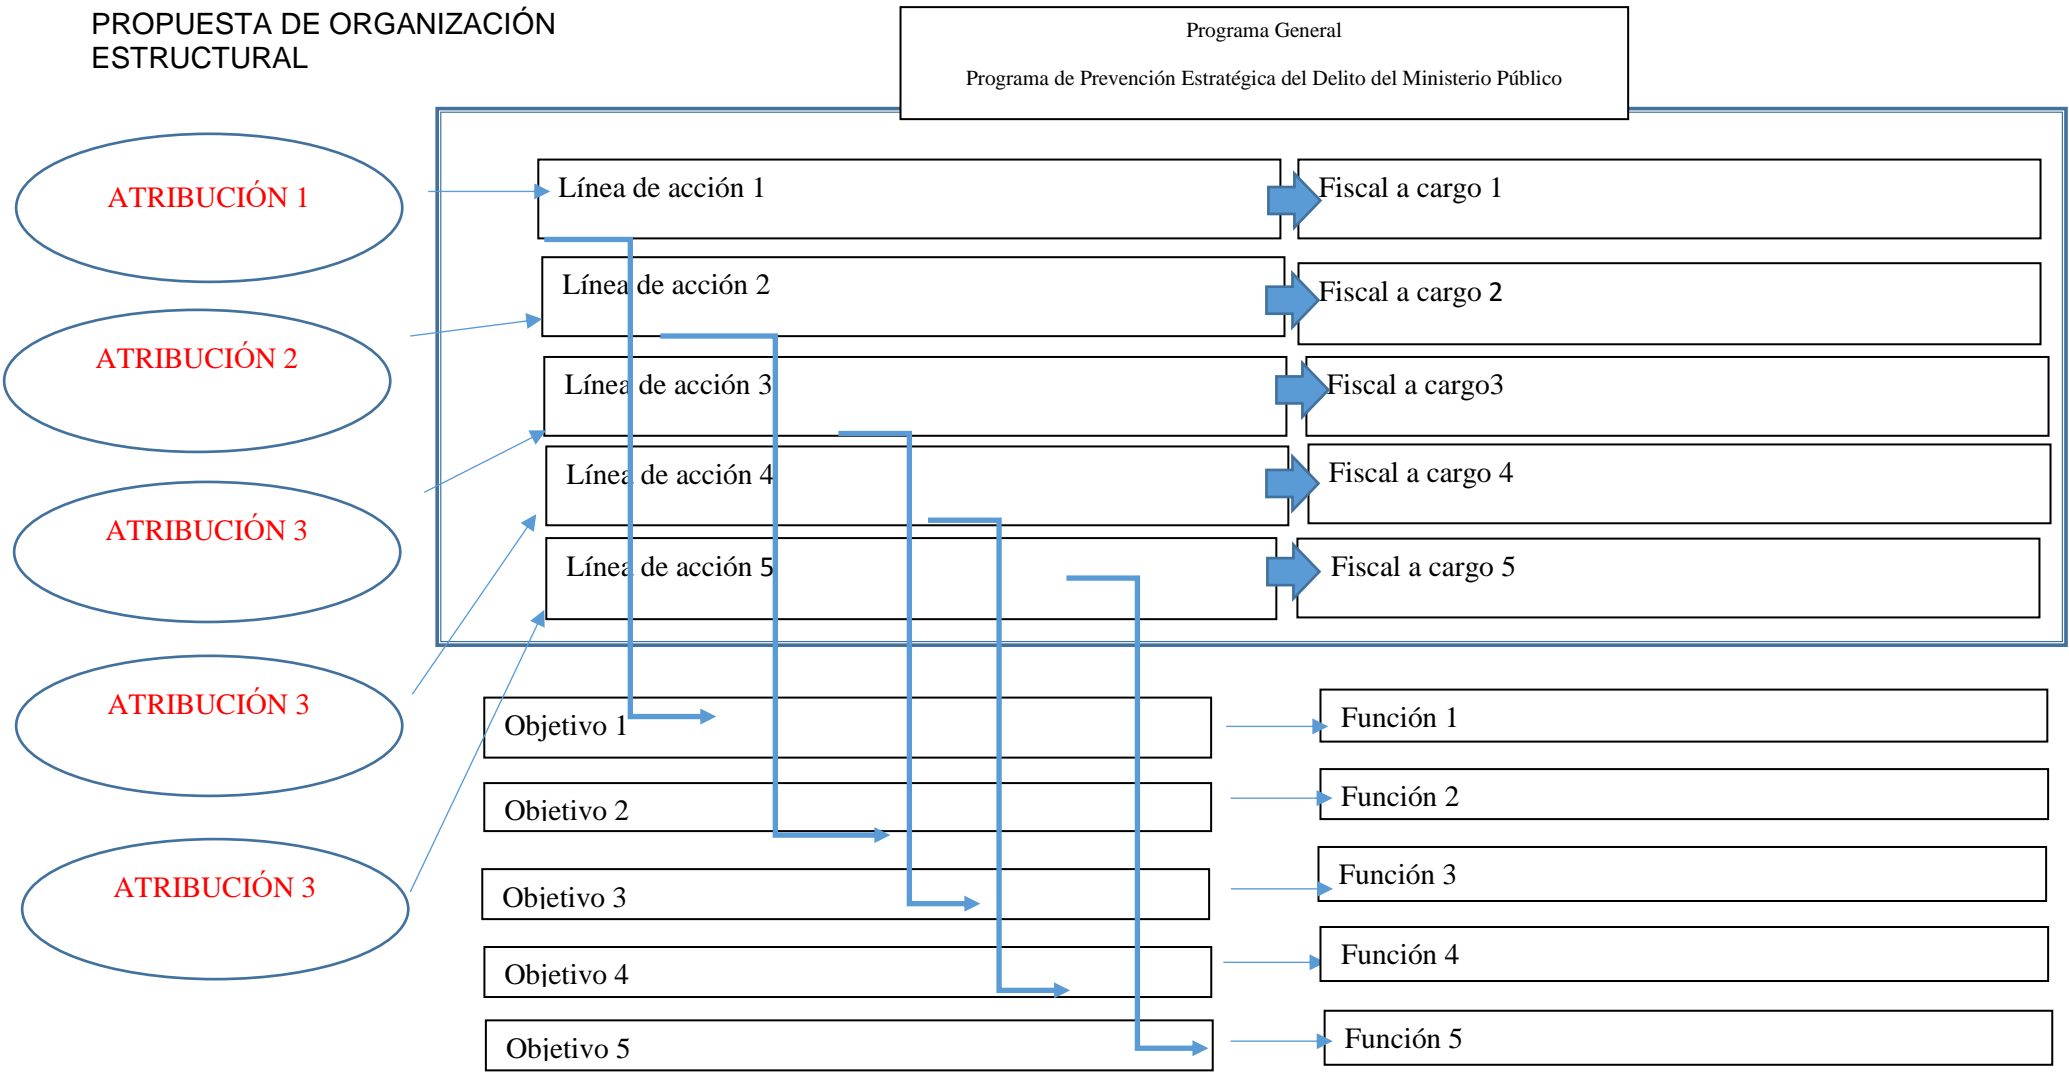 PROPUESTA DE ORGANIZACIÓN
ESTRUCTURAL
Programa General
Programa de Prevención Estratégica del Delito del Ministerio Público
ATRIBUCIÓN 1
Línea de acción 1
Fiscal a cargo 1
Línea de acción 2
Fiscal a cargo 2
ATRIBUCIÓN 2
Línea de acción 3
Fiscal a cargo3
Línea de acción 4
Fiscal a cargo 4
ATRIBUCIÓN 3
Línea de acción 5
Fiscal a cargo 5
ATRIBUCIÓN 3
Objetivo 1
Función 1
Objetivo 2
Función 2
ATRIBUCIÓN 3
Objetivo 3
Función 3
Objetivo 4
Función 4
Objetivo 5
Función 5